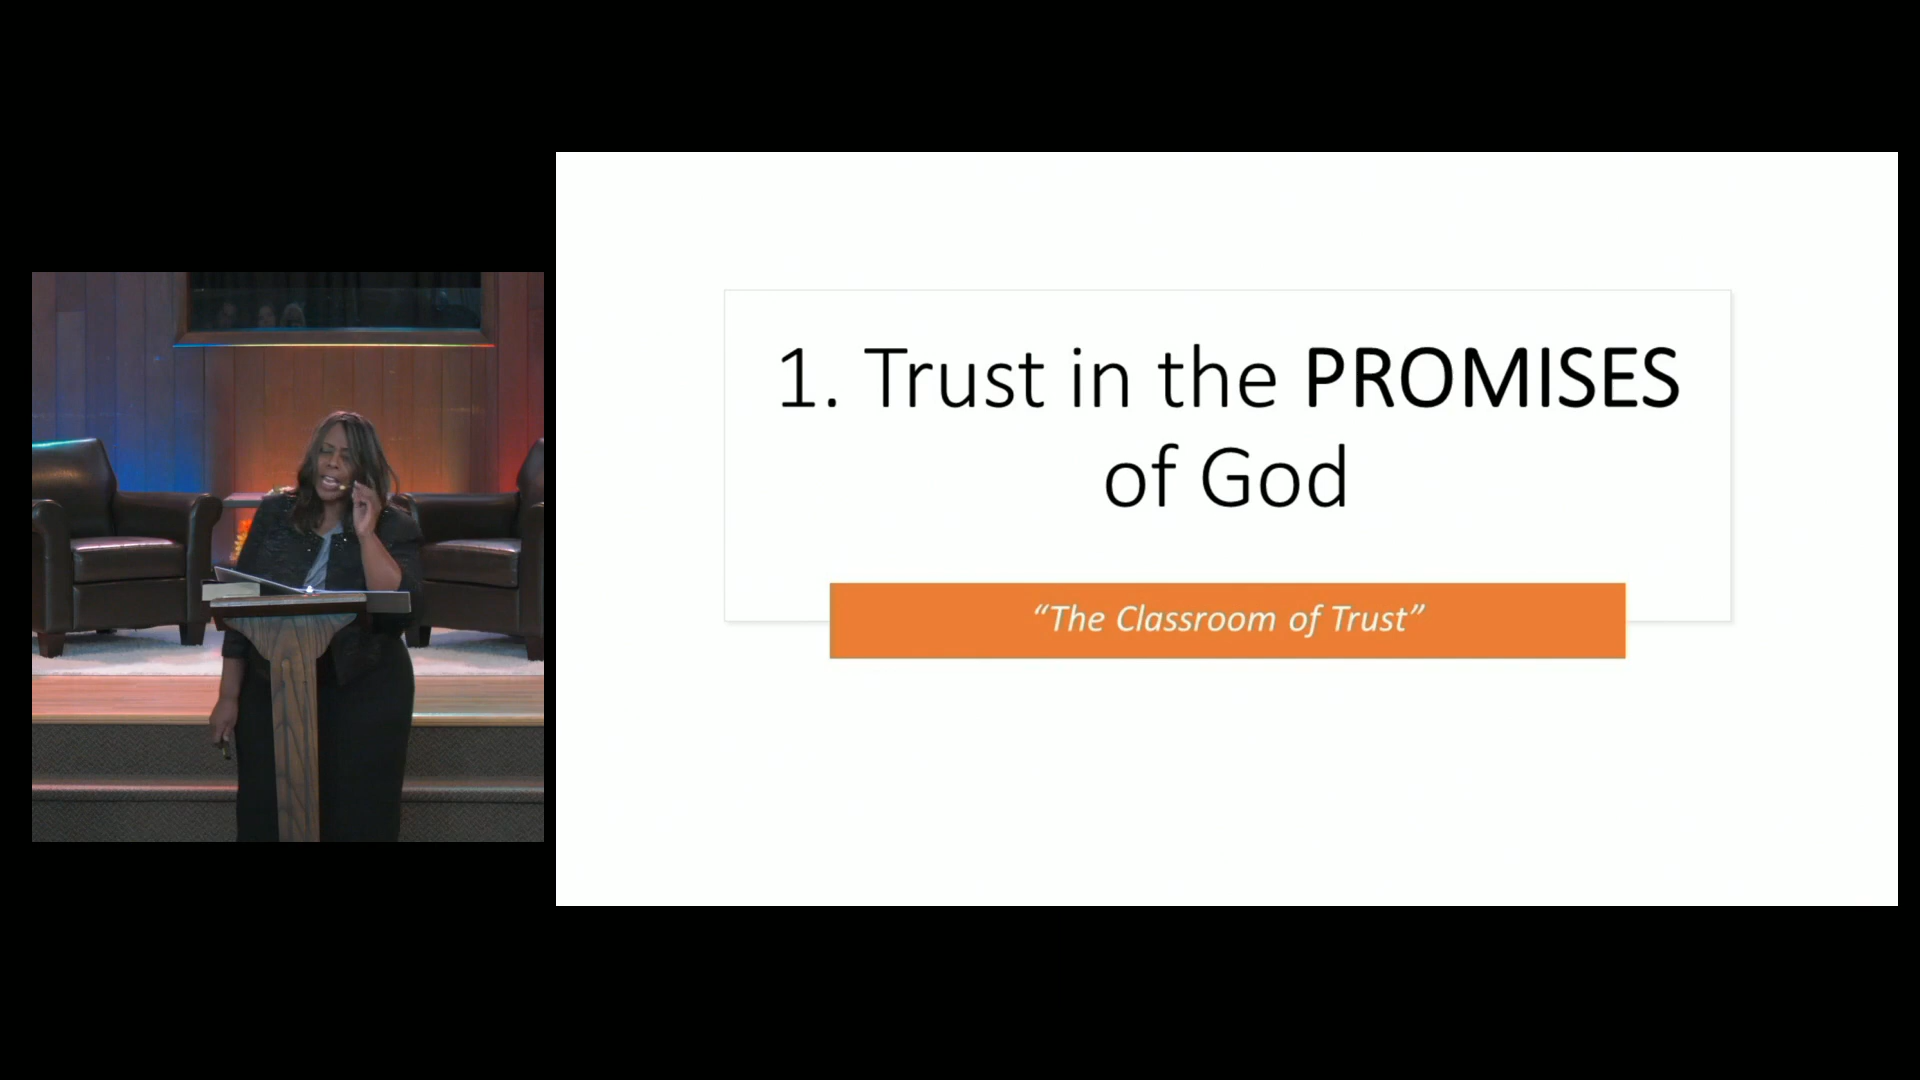 1. Trust in the PROMISES
of God
“The Classroom of Trust”